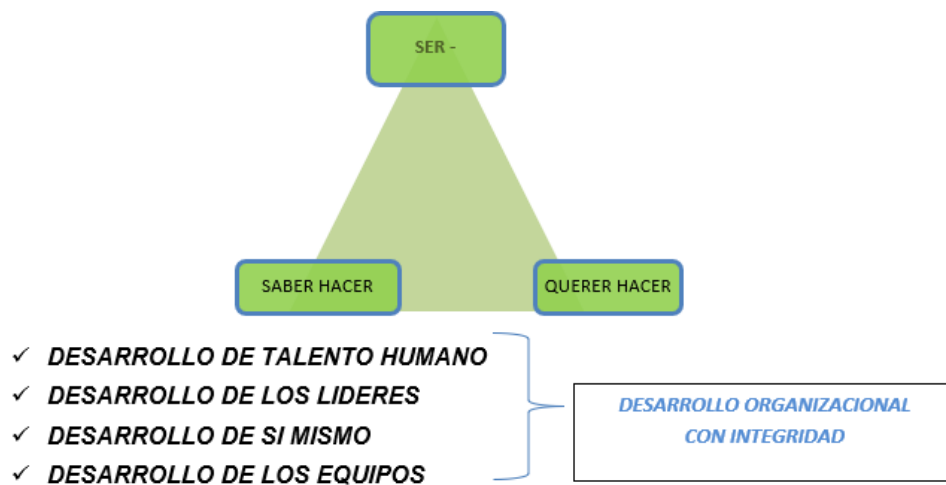 SER -
SABER HACER
QUERER HACER
✓ DESARROLLO DE TALENTO HUMANO
✓ DESARROLLO DE LOS LIDERES
✓ DESARROLLO DE SI MISMO
✓ DESARROLLO DE LOS EQUIPOS
DESARROLLO ORGANIZACIONAL
CON INTEGRIDAD